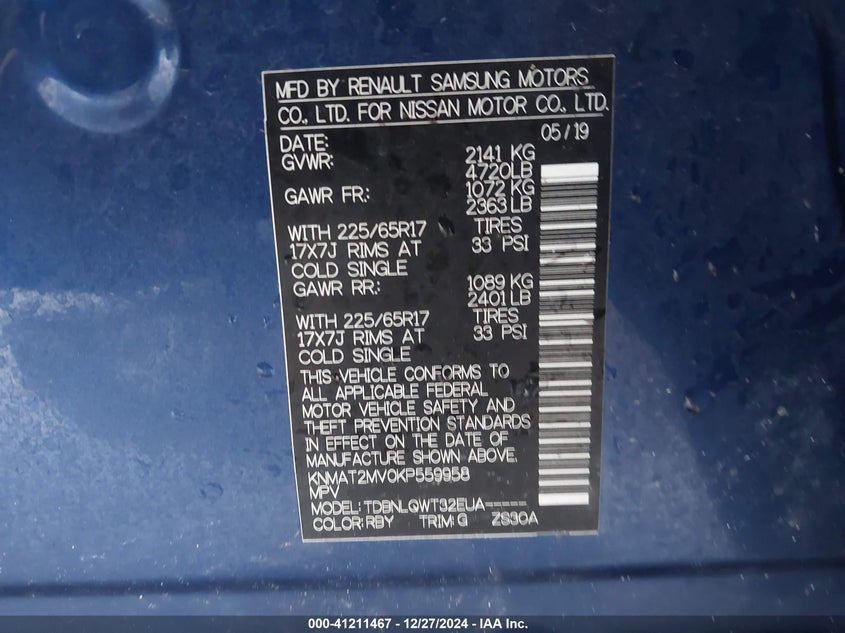 MFD BY RENAULT SAMSUNG MOTORS
CO., LTD. FOR NISSAN MOTOR CO., LTD.
05/19
DATE:
GVWR: 2141 KG
4720LB
GAWR FR.: 1072 KG
2363 LB
WITH 225/65R17 TIRES
17X7J RIMS AT 33 PSI
COLD SINGLE
GAWR RR.: 1089 KG
2401 LB
WITH 225/65R17 TIRES
17X7J RIMS AT 33 PSI
COLD SINGLE
THIS VEHICLE CONFORMS TO
ALL APPLICABLE FEDERAL
MOTOR VEHICLE SAFETY AND
THEFT PREVENTION STANDARDS
IN EFFECT ON THE DATE OF
MANUFACTURE SHOWN ABOVE.
KNMAT2MV0KP559958
MPV
MODEL: TDBNLQWT32EUA-----
COLOR: RBY TRIM: G ZS30A
000-41211467 - 12/27/2024 - IAA, Inc.